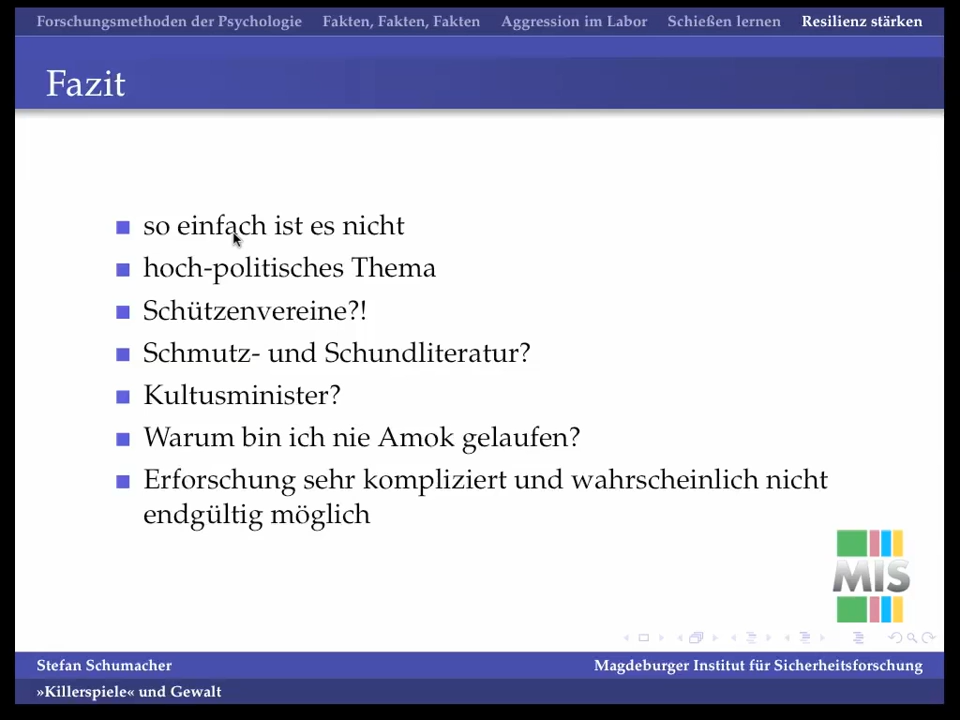 Forschungsmethoden der Psychologie Fakten, Fakten, Fakten Aggression im Labor Schießen lernen Resilienz stärken
Fazit
so einfach ist es nicht
hoch-politisches Thema
Schützenvereine?!
Schmutz- und Schundliteratur?
Kultusminister?
Warum bin ich nie Amok gelaufen?
Erforschung sehr kompliziert und wahrscheinlich nicht
endgültig möglich
MIS
Stefan Schumacher Magdeburger Institut für Sicherheitsforschung
»Killerspiele« und Gewalt